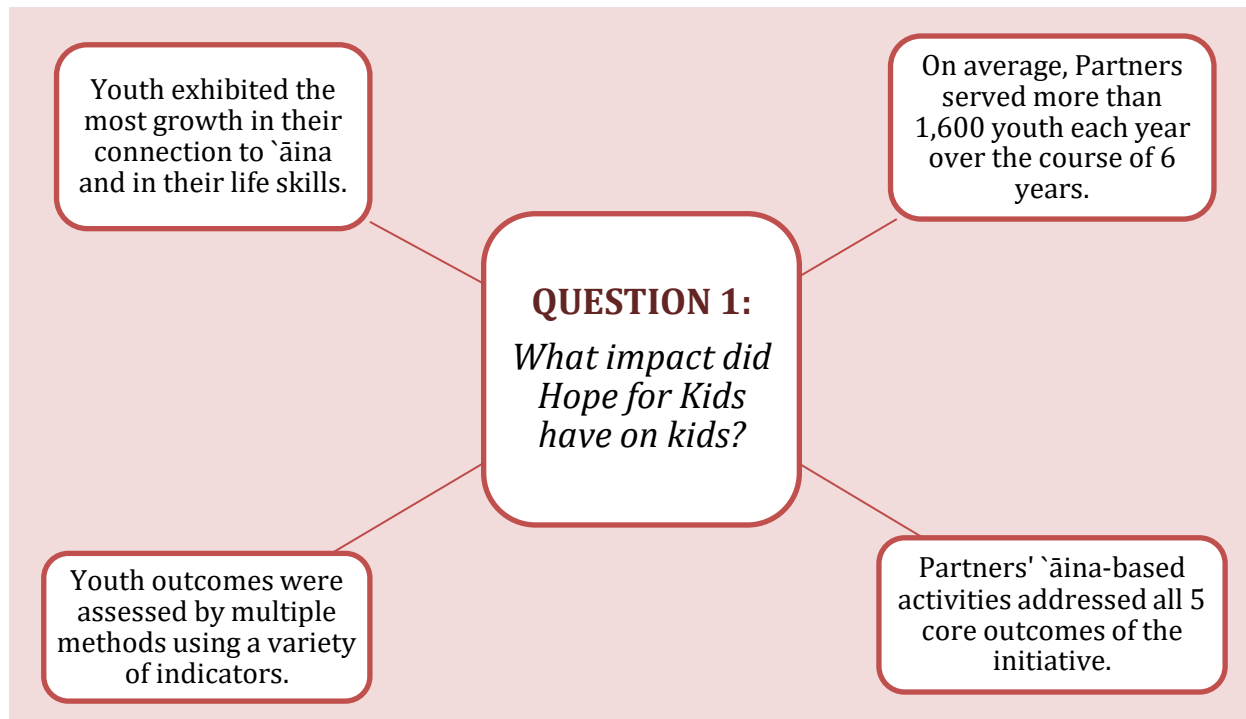 Youth exhibited the
most growth in their
connection to `āina
and in their life skills.
On average, Partners
served more than
1,600 youth each year
over the course of 6
years.
QUESTION 1:
What impact did
Hope for Kids
have on kids?
Youth outcomes were
assessed by multiple
methods using a variety
of indicators.
Partners' `āina-based
activities addressed all 5
core outcomes of the
initiative.